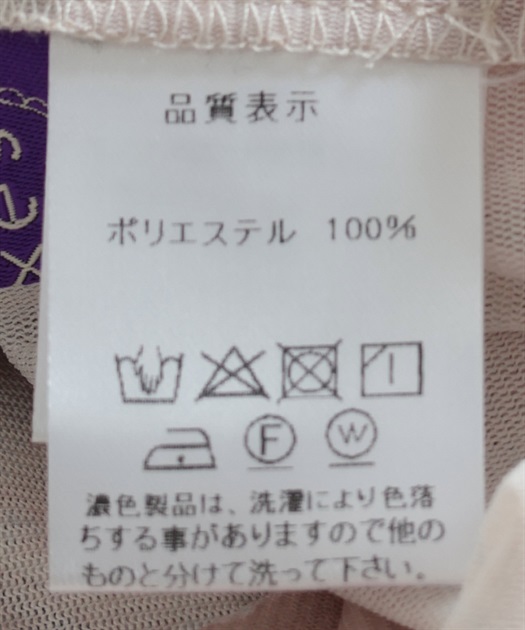 品質表示
ポリエステル 100%
F W
濃色製品は、洗濯により色落
ちする事がありますので他の
ものと分けて洗って下さい。